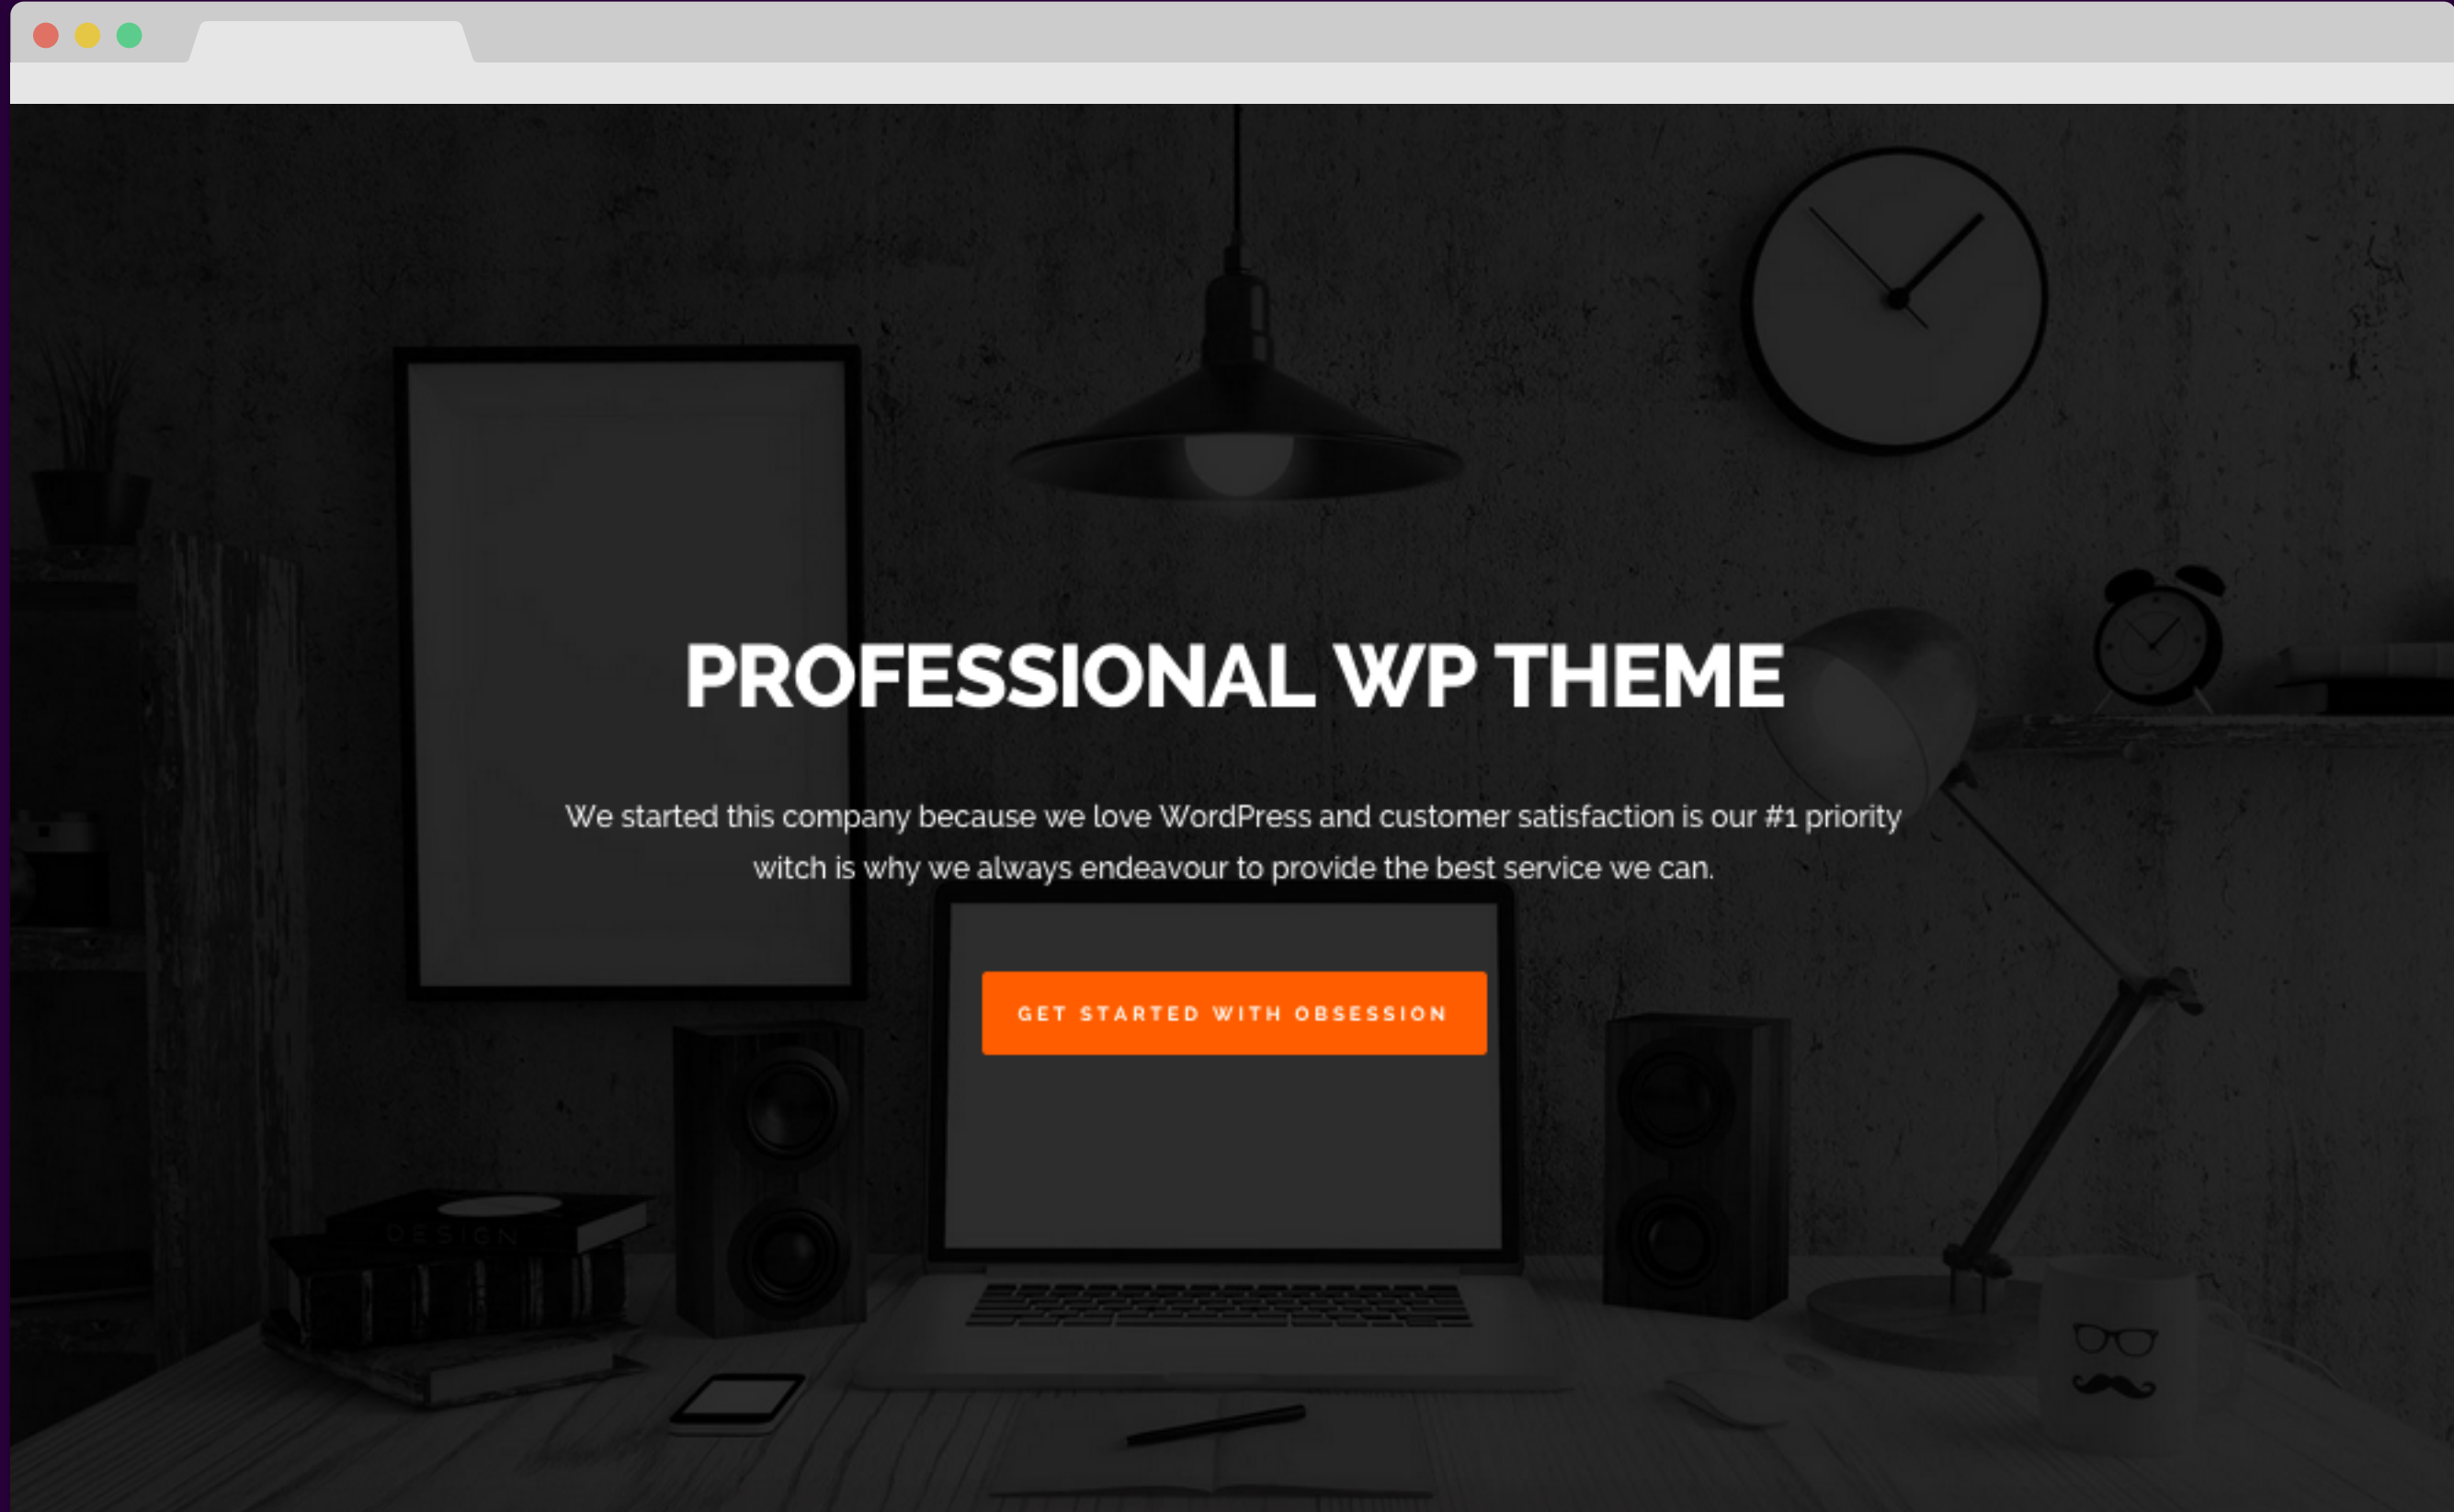 PROFESSIONAL WP THEME
We started this company because we love WordPress and customer satisfaction is our #1 priority
witch is why we always endeavour to provide the best service we can.
GET STARTED WITH OBSESSION
DESIGN